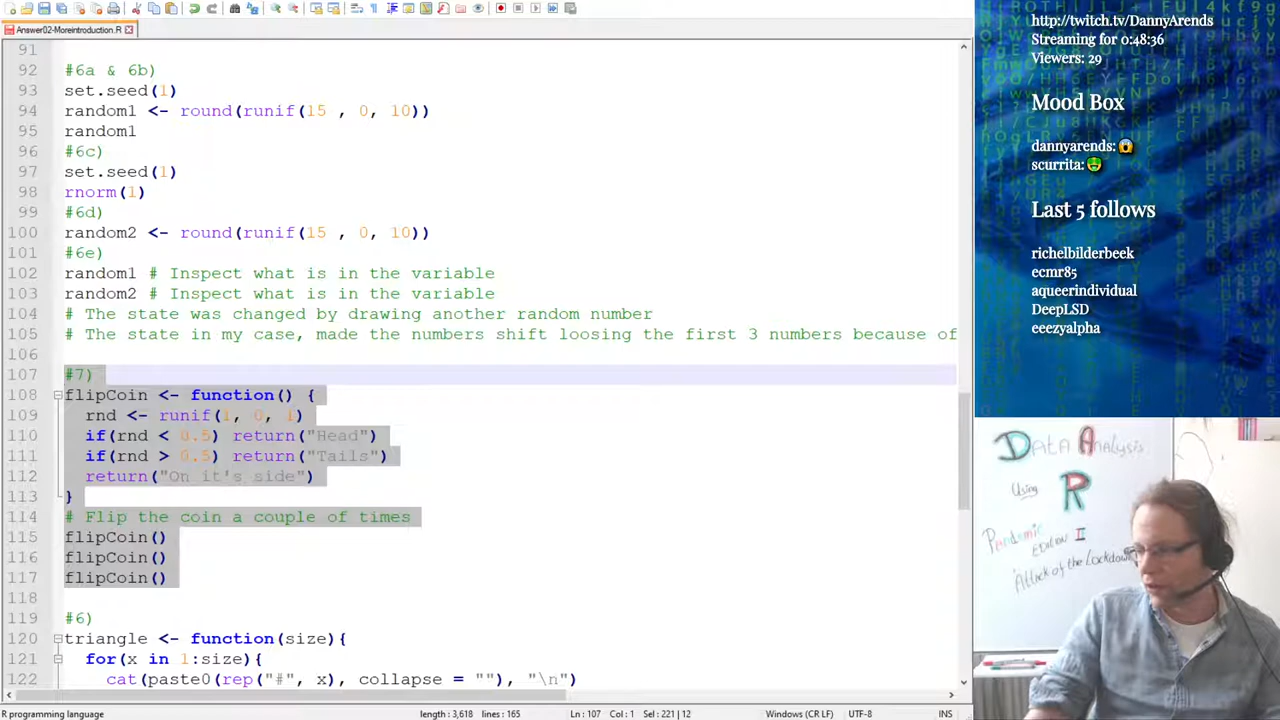 Answer02-Moreintroduction.R
91
92 #6a & 6b)
93 set.seed(1)
94 random1 <- round(runif(15 , 0, 10))
95 random1
96 #6c)
97 set.seed(1)
98 rnorm(1)
99 #6d)
100 random2 <- round(runif(15 , 0, 10))
101 #6e)
102 random1 # Inspect what is in the variable
103 random2 # Inspect what is in the variable
104 # The state was changed by drawing another random number
105 # The state in my case, made the numbers shift loosing the first 3 numbers because of
106
107 #7)
108 flipCoin <- function() {
109 rnd <- runif(1, 0, 1)
110 if(rnd < 0.5) return("Head")
111 if(rnd > 0.5) return("Tails")
112 return("On it's side")
113 }
114 # Flip the coin a couple of times
115 flipCoin()
116 flipCoin()
117 flipCoin()
118
119 #6)
120 triangle <- function(size){
121 for(x in 1:size){
122 cat(paste0(rep("#", x), collapse = ""), "\n")
R programming language length : 3,618 lines : 165 Ln : 107 Col : 1 Sel : 221 | 12 Windows (CR LF) UTF-8 INS
http://twitch.tv/DannyArends
Streaming for 0:48:36
Viewers: 29
Mood Box
dannyarends: 😱
scurrita: 🤑
Last 5 follows
richelbilderbeek
ecmr85
aqueerindividual
DeepLSD
eeezyalpha
Data Analysis
Using R
Pandemic
Edition II
'Attack of the Lockdown